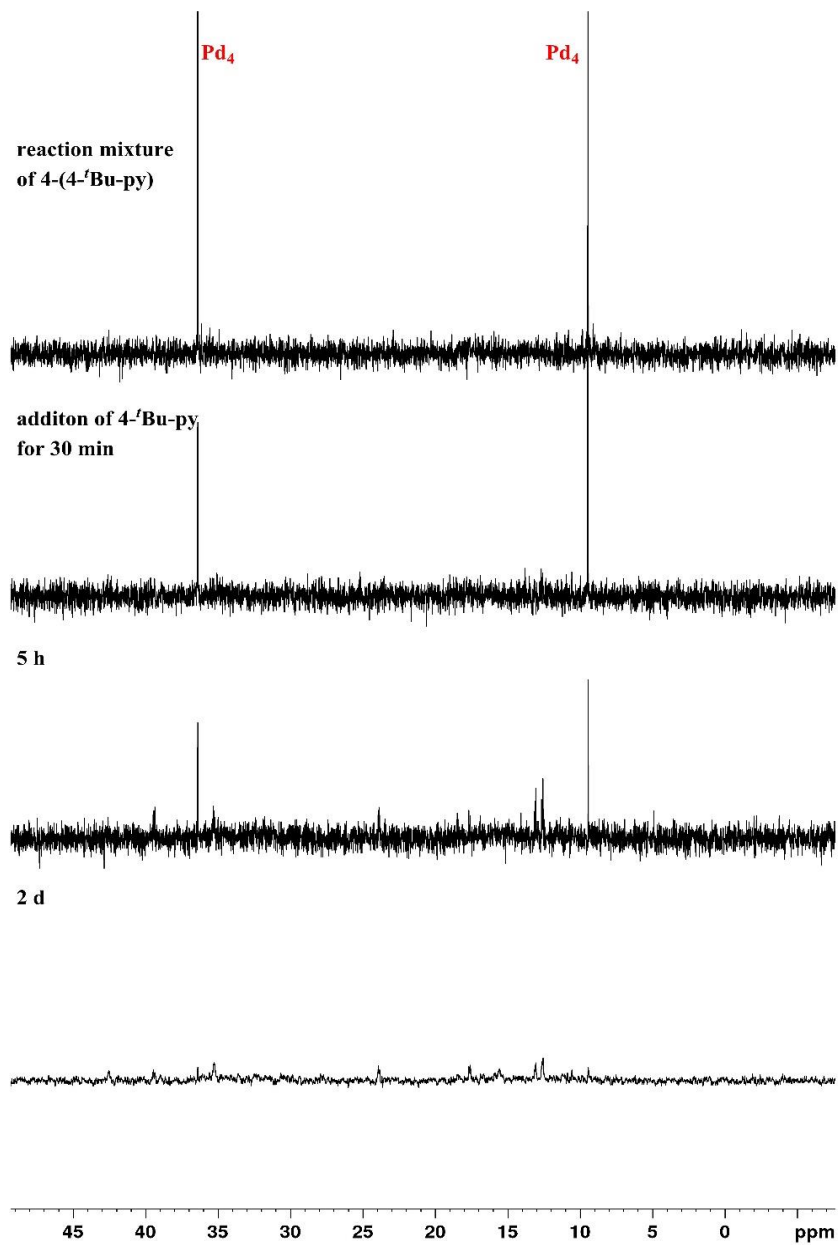 Pd₄ Pd₄
reaction mixture
of 4-(4-ᵗBu-py)
additon of 4-ᵗBu-py
for 30 min
5 h
2 d
45 40 35 30 25 20 15 10 5 0 ppm